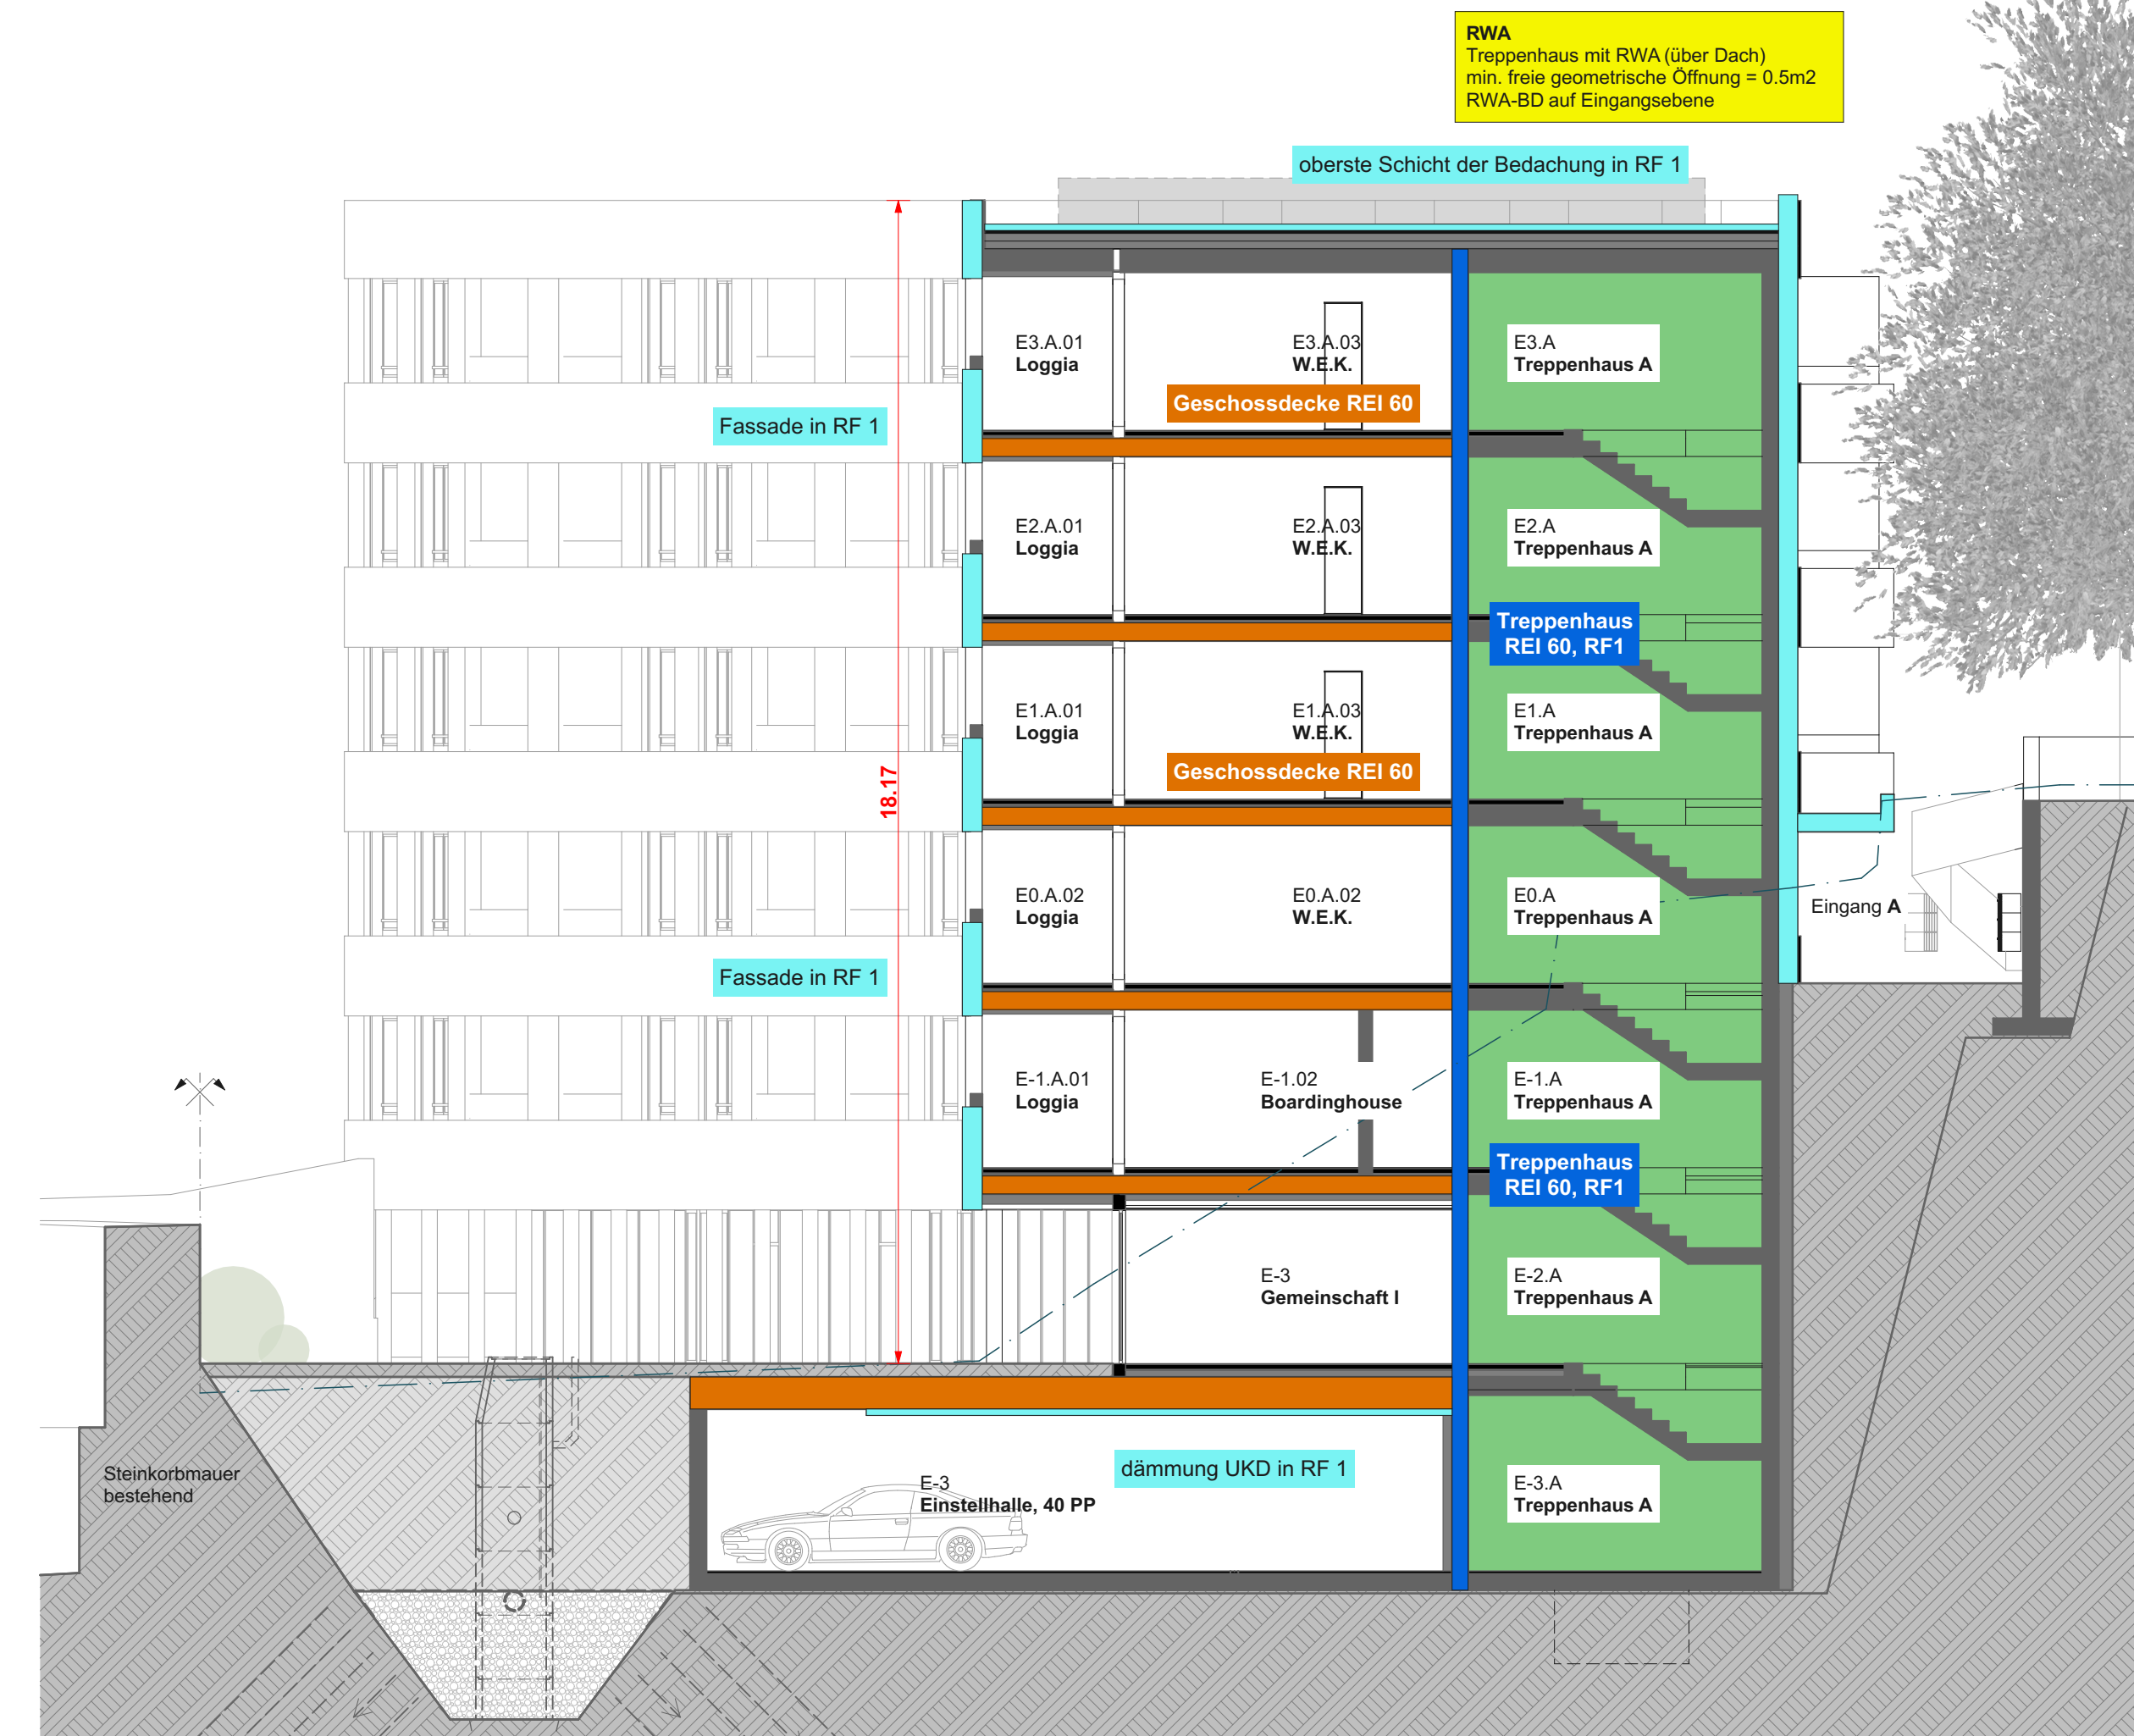 RWA
Treppenhaus mit RWA (über Dach)
min. freie geometrische Öffnung = 0.5m2
RWA-BD auf Eingangsebene
oberste Schicht der Bedachung in RF 1
E3.A.01
Loggia
E3.A.03
W.E.K.
E3.A
Treppenhaus A
Geschossdecke REI 60
Fassade in RF 1
E2.A.01
Loggia
E2.A.03
W.E.K.
E2.A
Treppenhaus A
Treppenhaus
REI 60, RF1
E1.A.01
Loggia
E1.A.03
W.E.K.
E1.A
Treppenhaus A
Geschossdecke REI 60
18.17
E0.A.02
Loggia
E0.A.02
W.E.K.
E0.A
Treppenhaus A
Eingang A
Fassade in RF 1
E-1.A.01
Loggia
E-1.02
Boardinghouse
E-1.A
Treppenhaus A
Treppenhaus
REI 60, RF1
E-3
Gemeinschaft I
E-2.A
Treppenhaus A
dämmung UKD in RF 1
Steinkorbmauer
bestehend
E-3
Einstellhalle, 40 PP
E-3.A
Treppenhaus A